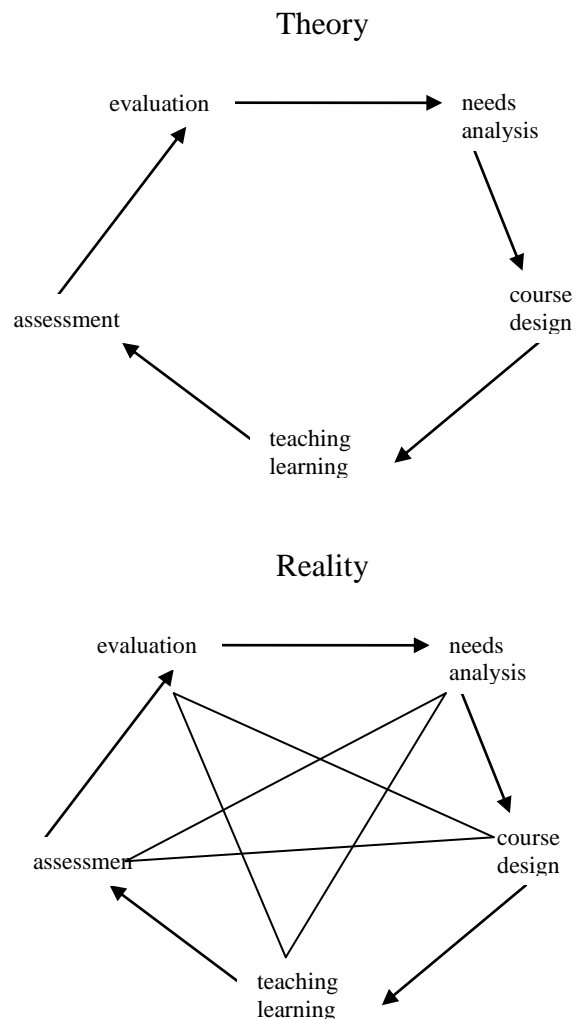 Theory
evaluation
needs
analysis
course
design
assessment
teaching
learning
Reality
evaluation
needs
analysis
course
design
assessmen
teaching
learning